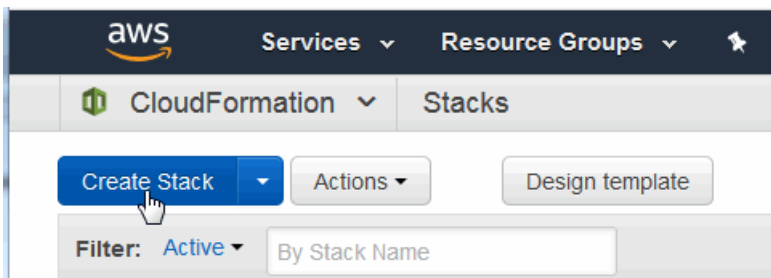 aws Services Resource Groups
CloudFormation Stacks
Create Stack Actions Design template
Filter: Active By Stack Name